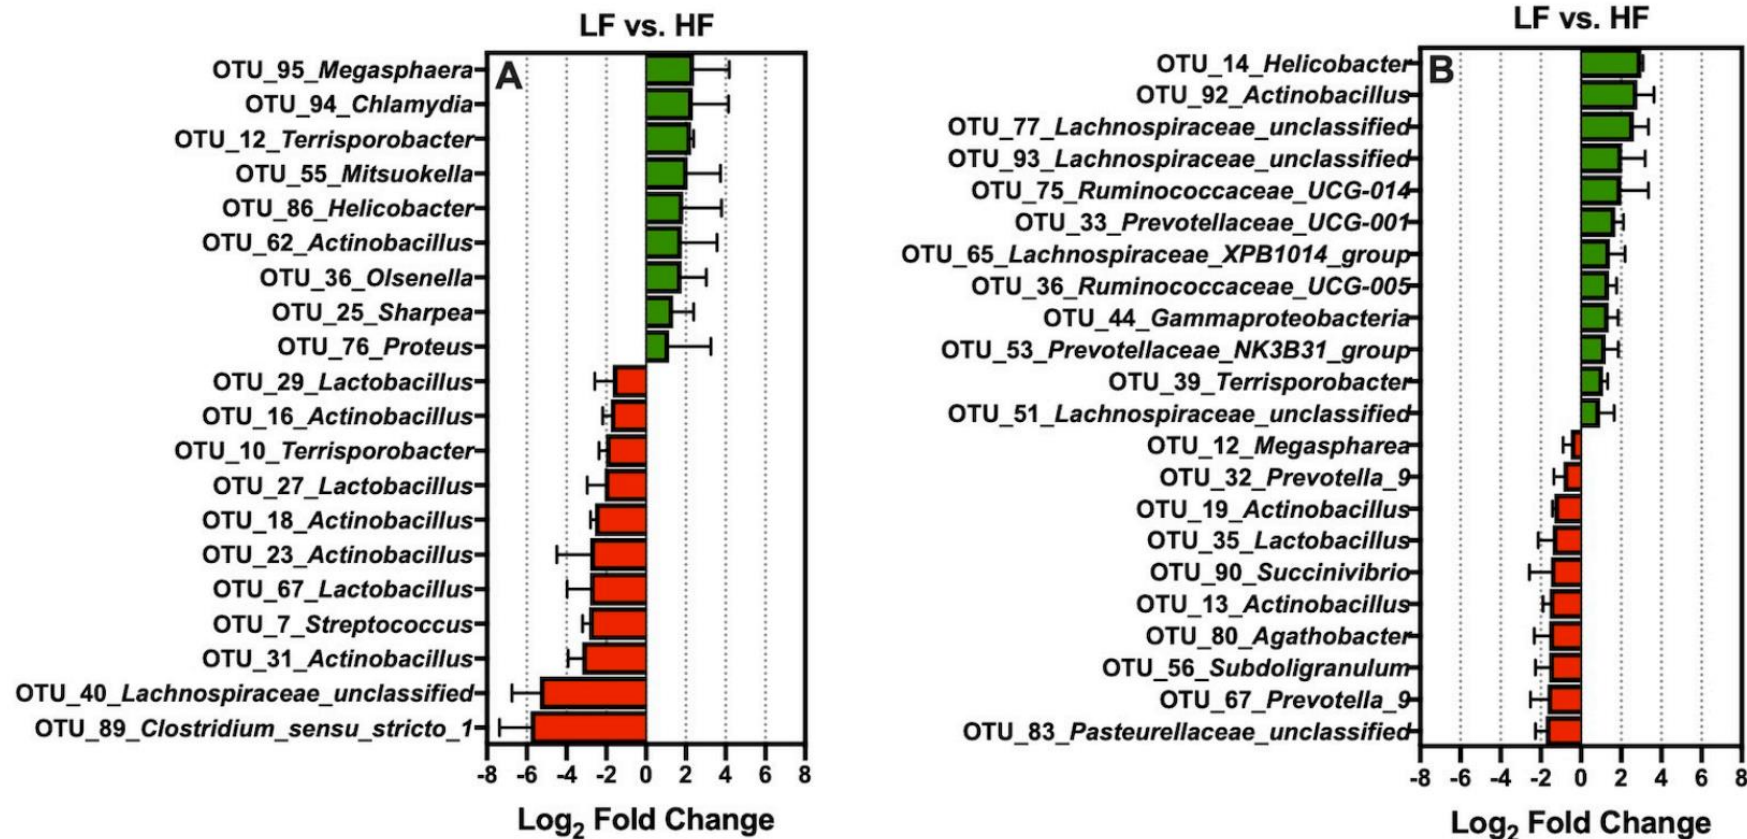 LF vs. HF
A
OTU_95_Megasphaera
OTU_94_Chlamydia
OTU_12_Terrisporobacter
OTU_55_Mitsuokella
OTU_86_Helicobacter
OTU_62_Actinobacillus
OTU_36_Olsenella
OTU_25_Sharpea
OTU_76_Proteus
OTU_29_Lactobacillus
OTU_16_Actinobacillus
OTU_10_Terrisporobacter
OTU_27_Lactobacillus
OTU_18_Actinobacillus
OTU_23_Actinobacillus
OTU_67_Lactobacillus
OTU_7_Streptococcus
OTU_31_Actinobacillus
OTU_40_Lachnospiraceae_unclassified
OTU_89_Clostridium_sensu_stricto_1
-8 -6 -4 -2 0 2 4 6 8
Log2 Fold Change
LF vs. HF
B
OTU_14_Helicobacter
OTU_92_Actinobacillus
OTU_77_Lachnospiraceae_unclassified
OTU_93_Lachnospiraceae_unclassified
OTU_75_Ruminococcaceae_UCG-014
OTU_33_Prevotellaceae_UCG-001
OTU_65_Lachnospiraceae_XPB1014_group
OTU_36_Ruminococcaceae_UCG-005
OTU_44_Gammaproteobacteria
OTU_53_Prevotellaceae_NK3B31_group
OTU_39_Terrisporobacter
OTU_51_Lachnospiraceae_unclassified
OTU_12_Megaspharea
OTU_32_Prevotella_9
OTU_19_Actinobacillus
OTU_35_Lactobacillus
OTU_90_Succinivibrio
OTU_13_Actinobacillus
OTU_80_Agathobacter
OTU_56_Subdoligranulum
OTU_67_Prevotella_9
OTU_83_Pasteurellaceae_unclassified
-8 -6 -4 -2 0 2 4 6 8
Log2 Fold Change